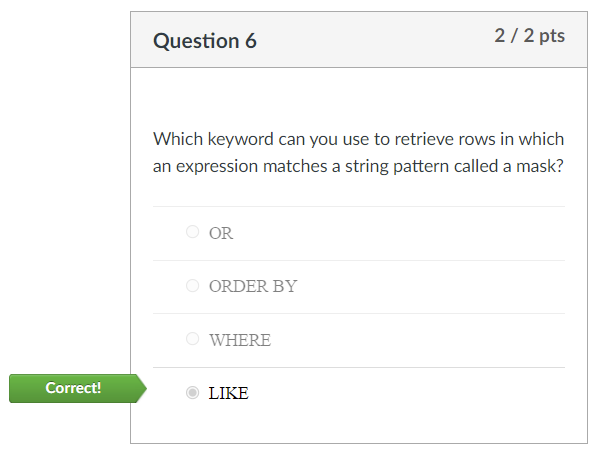 Question 6
2 / 2 pts
Which keyword can you use to retrieve rows in which
an expression matches a string pattern called a mask?
OR
ORDER BY
WHERE
Correct!
LIKE